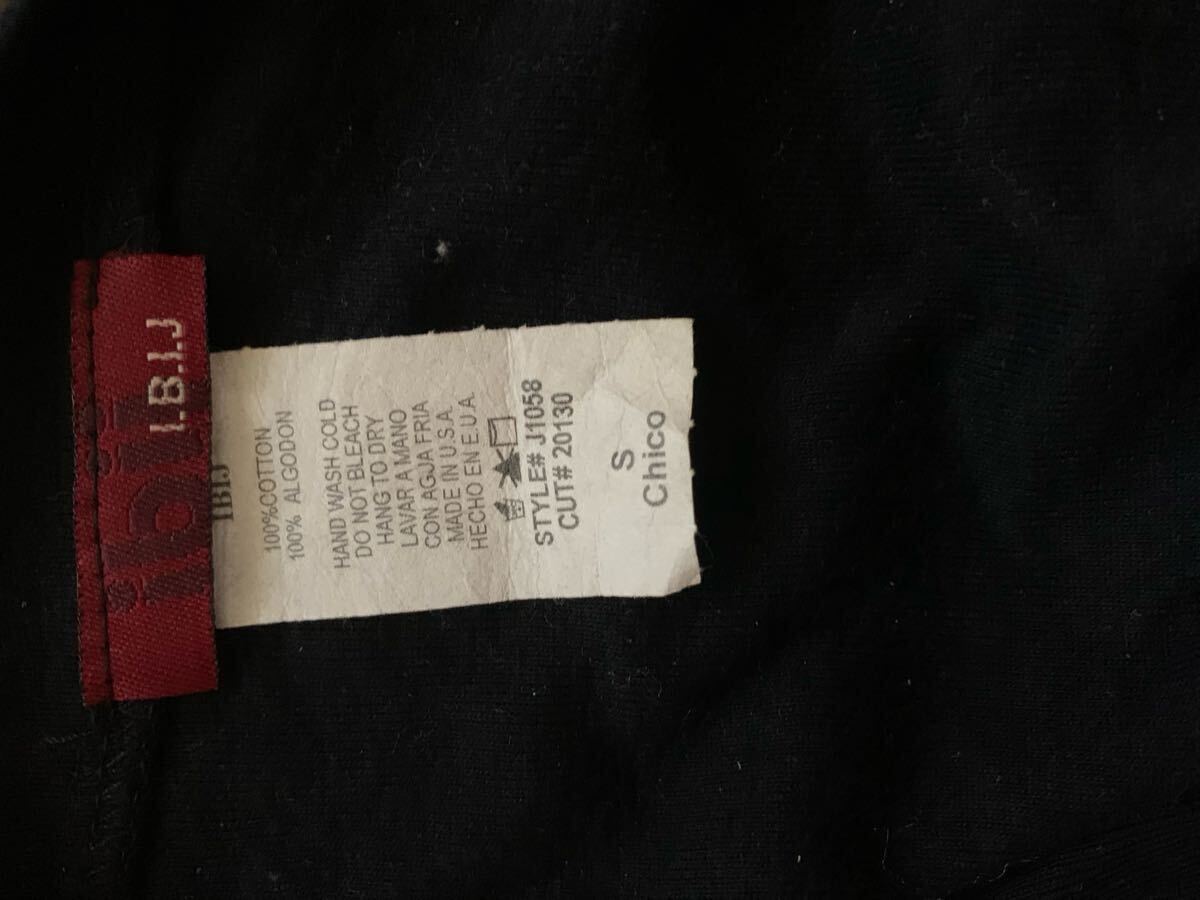 ibij
I.B.I.J
IBIJ
100%COTTON
100% ALGODON
HAND WASH COLD
DO NOT BLEACH
HANG TO DRY
LAVAR A MANO
CON AGJA FRIA
MADE IN U.S.A.
HECHO EN E.U.A.
STYLE# J1058
CUT# 20130
S
Chico